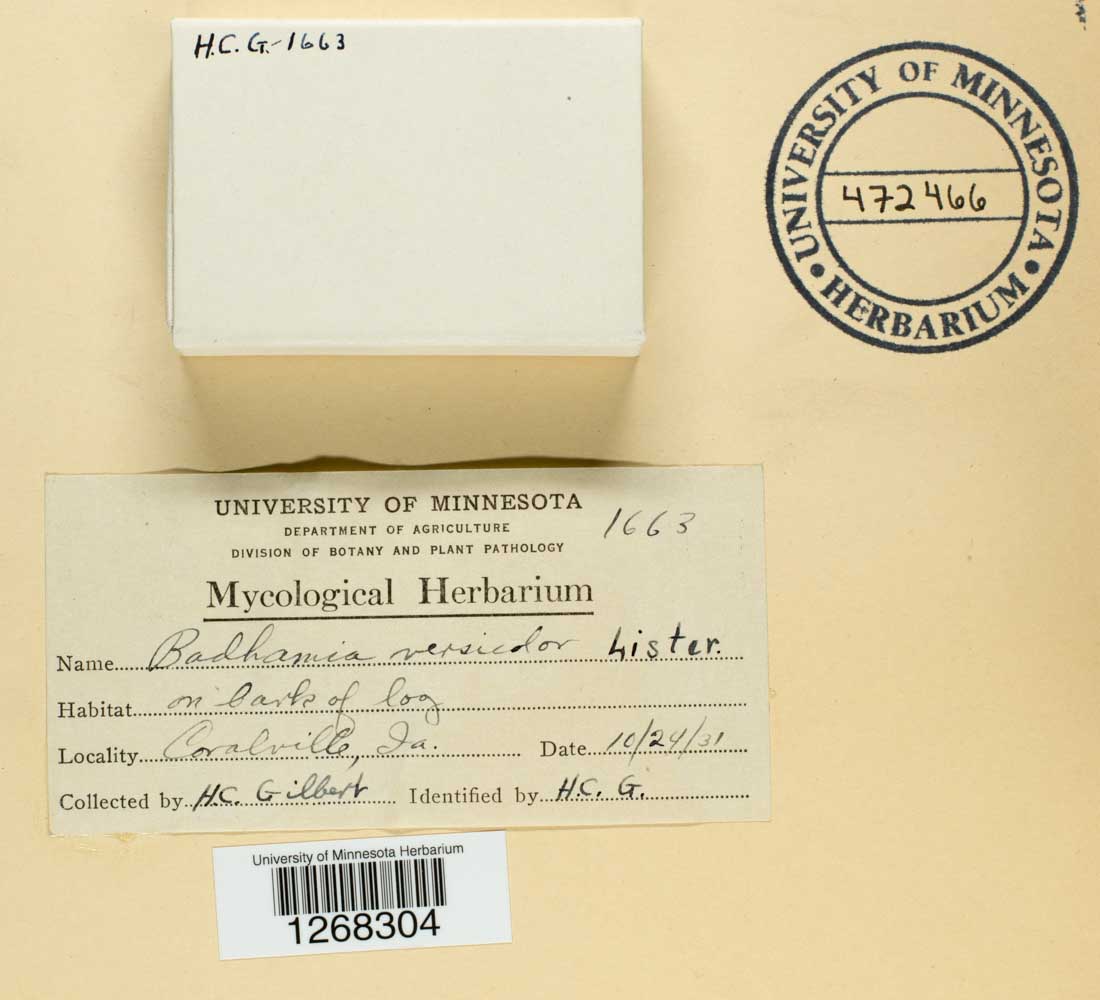 H.C. G.-1663
UNIVERSITY OF MINNESOTA
• HERBARIUM •
472466
UNIVERSITY OF MINNESOTA
DEPARTMENT OF AGRICULTURE
DIVISION OF BOTANY AND PLANT PATHOLOGY
1663
Mycological Herbarium
Name Badhamia versicolor Lister.
Habitat on bark of log
Locality Coralville, Ia. Date 10/24/31
Collected by H.C. Gilbert Identified by H.C. G.
University of Minnesota Herbarium
1268304